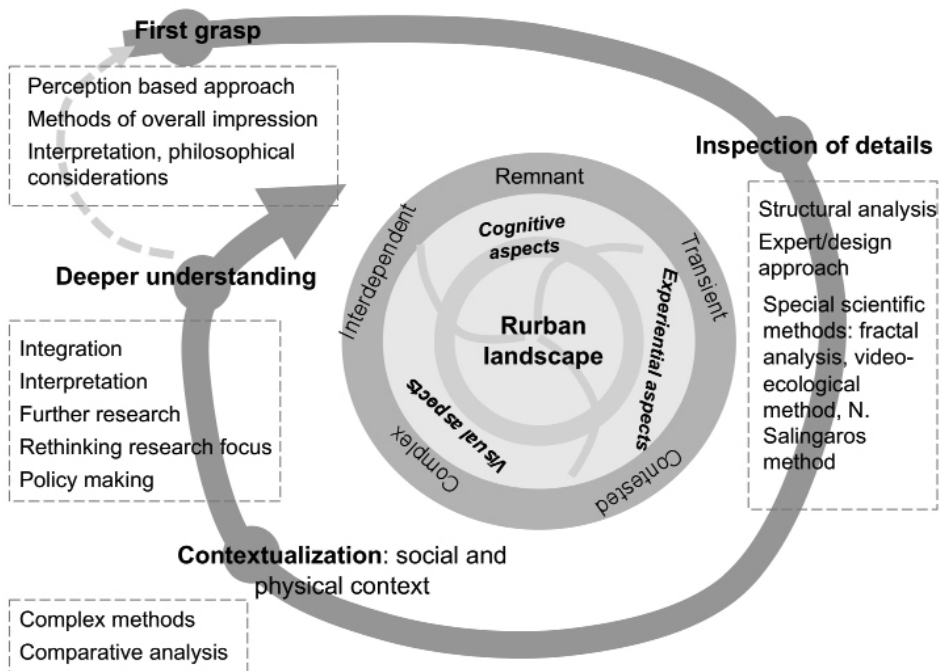 First grasp
Perception based approach
Methods of overall impression
Interpretation, philosophical
considerations
Inspection of details
Structural analysis
Expert/design
approach
Special scientific
methods: fractal
analysis, video-
ecological
method, N.
Salingaros
method
Remnant
Transient
Contested
Complex
Interdependent
Cognitive
aspects
Experiential aspects
Visual aspects
Rurban
landscape
Deeper understanding
Integration
Interpretation
Further research
Rethinking research focus
Policy making
Contextualization: social and
physical context
Complex methods
Comparative analysis